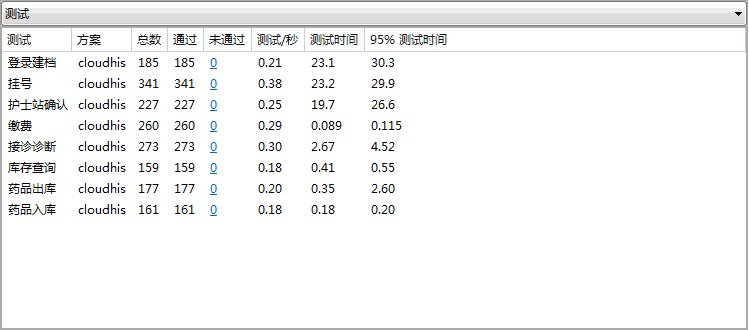 测试
测试 方案 总数 通过 未通过 测试/秒 测试时间 95% 测试时间
登录建档 cloudhis 185 185 0 0.21 23.1 30.3
挂号 cloudhis 341 341 0 0.38 23.2 29.9
护士站确认 cloudhis 227 227 0 0.25 19.7 26.6
缴费 cloudhis 260 260 0 0.29 0.089 0.115
接诊诊断 cloudhis 273 273 0 0.30 2.67 4.52
库存查询 cloudhis 159 159 0 0.18 0.41 0.55
药品出库 cloudhis 177 177 0 0.20 0.35 2.60
药品入库 cloudhis 161 161 0 0.18 0.18 0.20